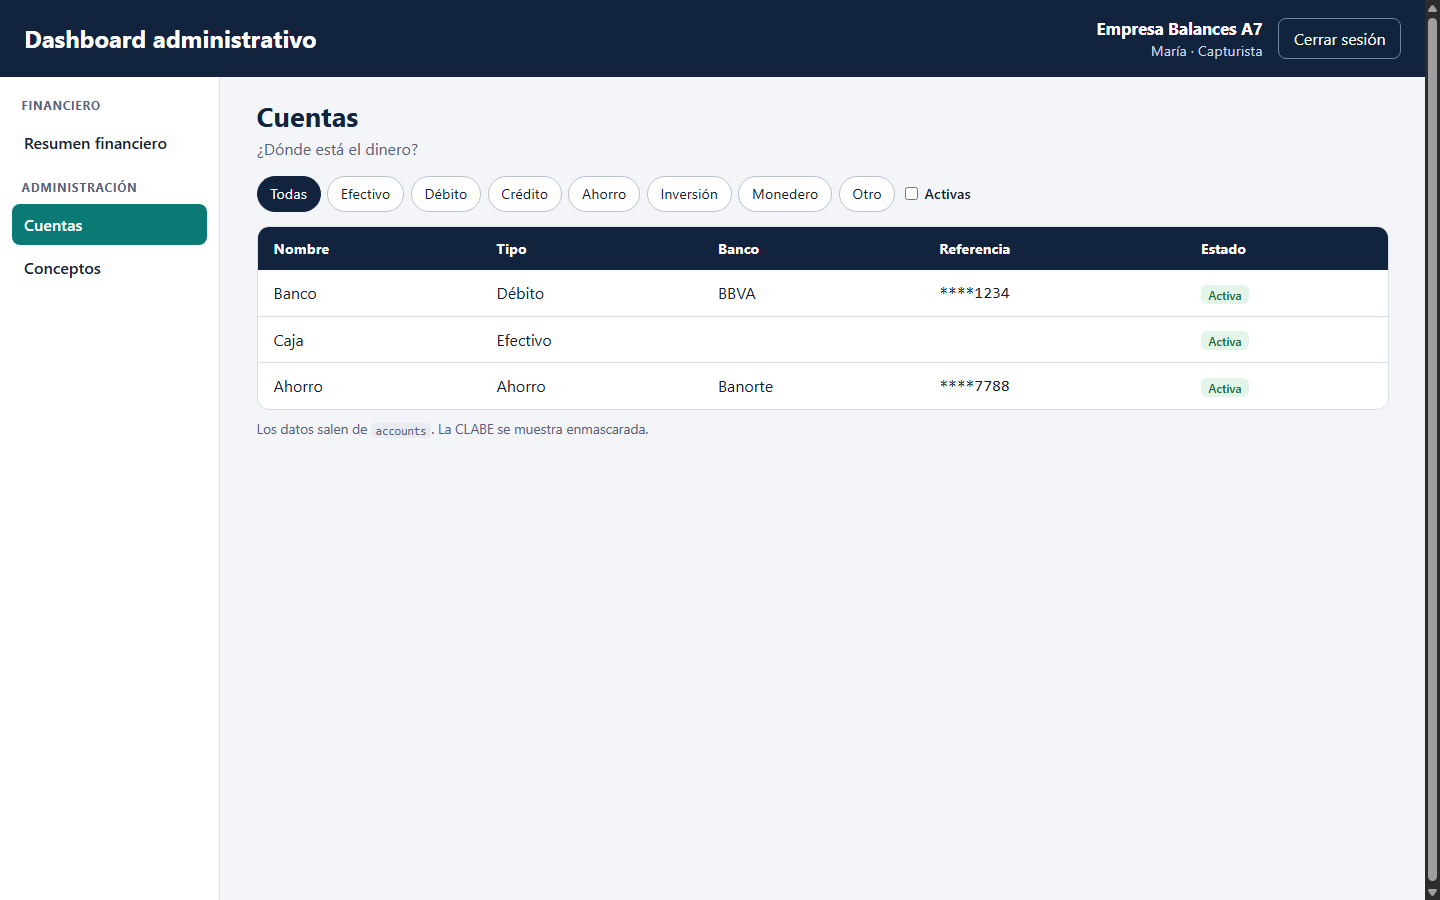 Dashboard administrativo
Empresa Balances A7
María · Capturista
Cerrar sesión
FINANCIERO
Resumen financiero
ADMINISTRACIÓN
Cuentas
Conceptos
Cuentas
¿Dónde está el dinero?
Todas Efectivo Débito Crédito Ahorro Inversión Monedero Otro Activas
Nombre Tipo Banco Referencia Estado
Banco Débito BBVA ****1234 Activa
Caja Efectivo Activa
Ahorro Ahorro Banorte ****7788 Activa
Los datos salen de accounts. La CLABE se muestra enmascarada.